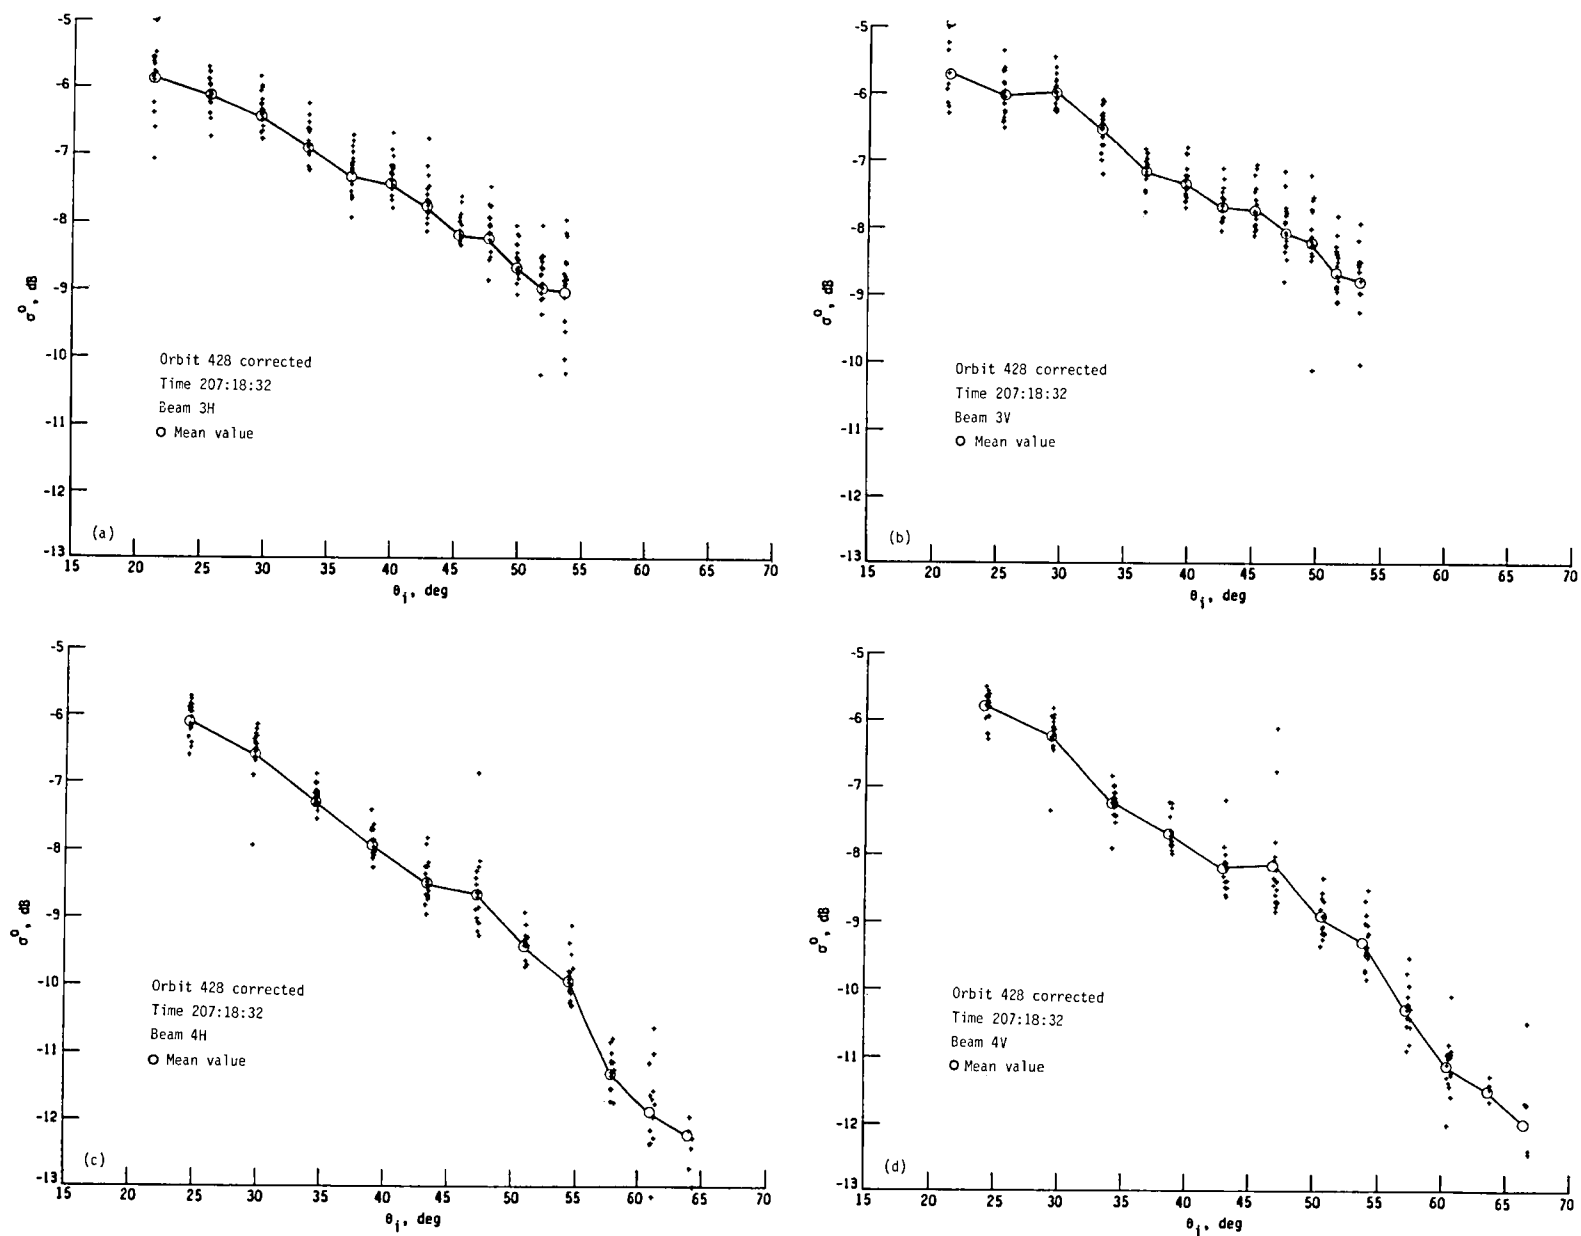 -5
-6
-7
-8
-9
-10
-11
-12
-13
σ°, dB
Orbit 428 corrected
Time 207:18:32
Beam 3H
O Mean value
(a)
15 20 25 30 35 40 45 50 55 60 65 70
θi, deg
-5
-6
-7
-8
-9
-10
-11
-12
-13
σ°, dB
Orbit 428 corrected
Time 207:18:32
Beam 3V
O Mean value
(b)
15 20 25 30 35 40 45 50 55 60 65 70
θi, deg
-5
-6
-7
-8
-9
-10
-11
-12
-13
σ°, dB
Orbit 428 corrected
Time 207:18:32
Beam 4H
O Mean value
(c)
15 20 25 30 35 40 45 50 55 60 65 70
θi, deg
-5
-6
-7
-8
-9
-10
-11
-12
-13
σ°, dB
Orbit 428 corrected
Time 207:18:32
Beam 4V
O Mean value
(d)
15 20 25 30 35 40 45 50 55 60 65 70
θi, deg